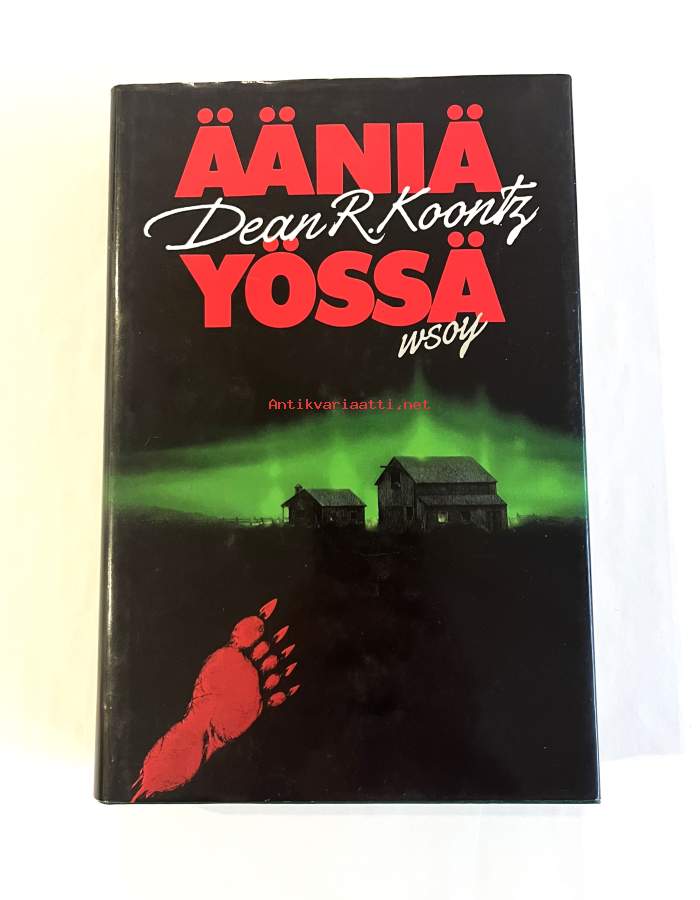 ÄÄNIÄ
Dean R. Koontz
YÖSSÄ
wsoy
Antikvariaatti.net